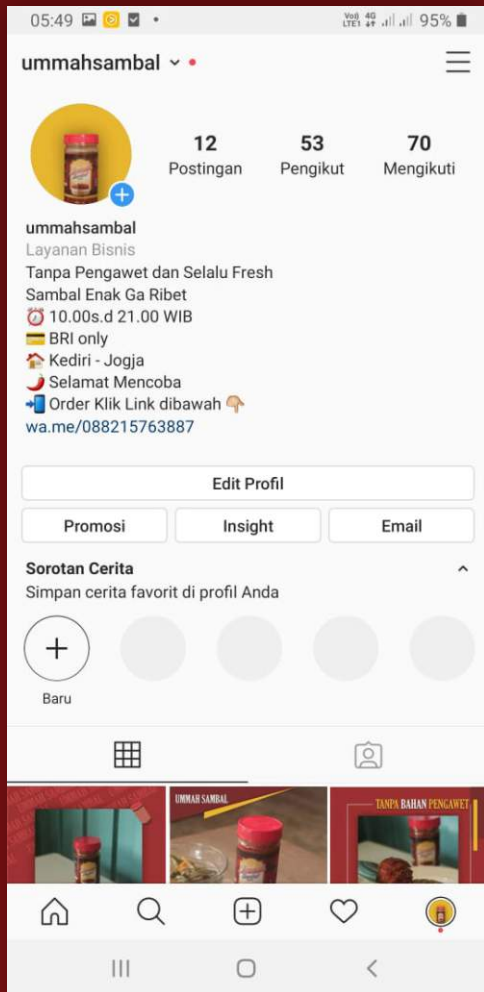 05:49
Vo)) 4G 95%
LTE1
ummahsambal
12 53 70
Postingan Pengikut Mengikuti
ummahsambal
Layanan Bisnis
Tanpa Pengawet dan Selalu Fresh
Sambal Enak Ga Ribet
⏰ 10.00s.d 21.00 WIB
💳 BRI only
🏠 Kediri - Jogja
🌶️ Selamat Mencoba
📲 Order Klik Link dibawah 👇🏼
wa.me/088215763887
Edit Profil
Promosi Insight Email
Sorotan Cerita
Simpan cerita favorit di profil Anda
Baru
UMMAH SAMBAL
TANPA BAHAN PENGAWET